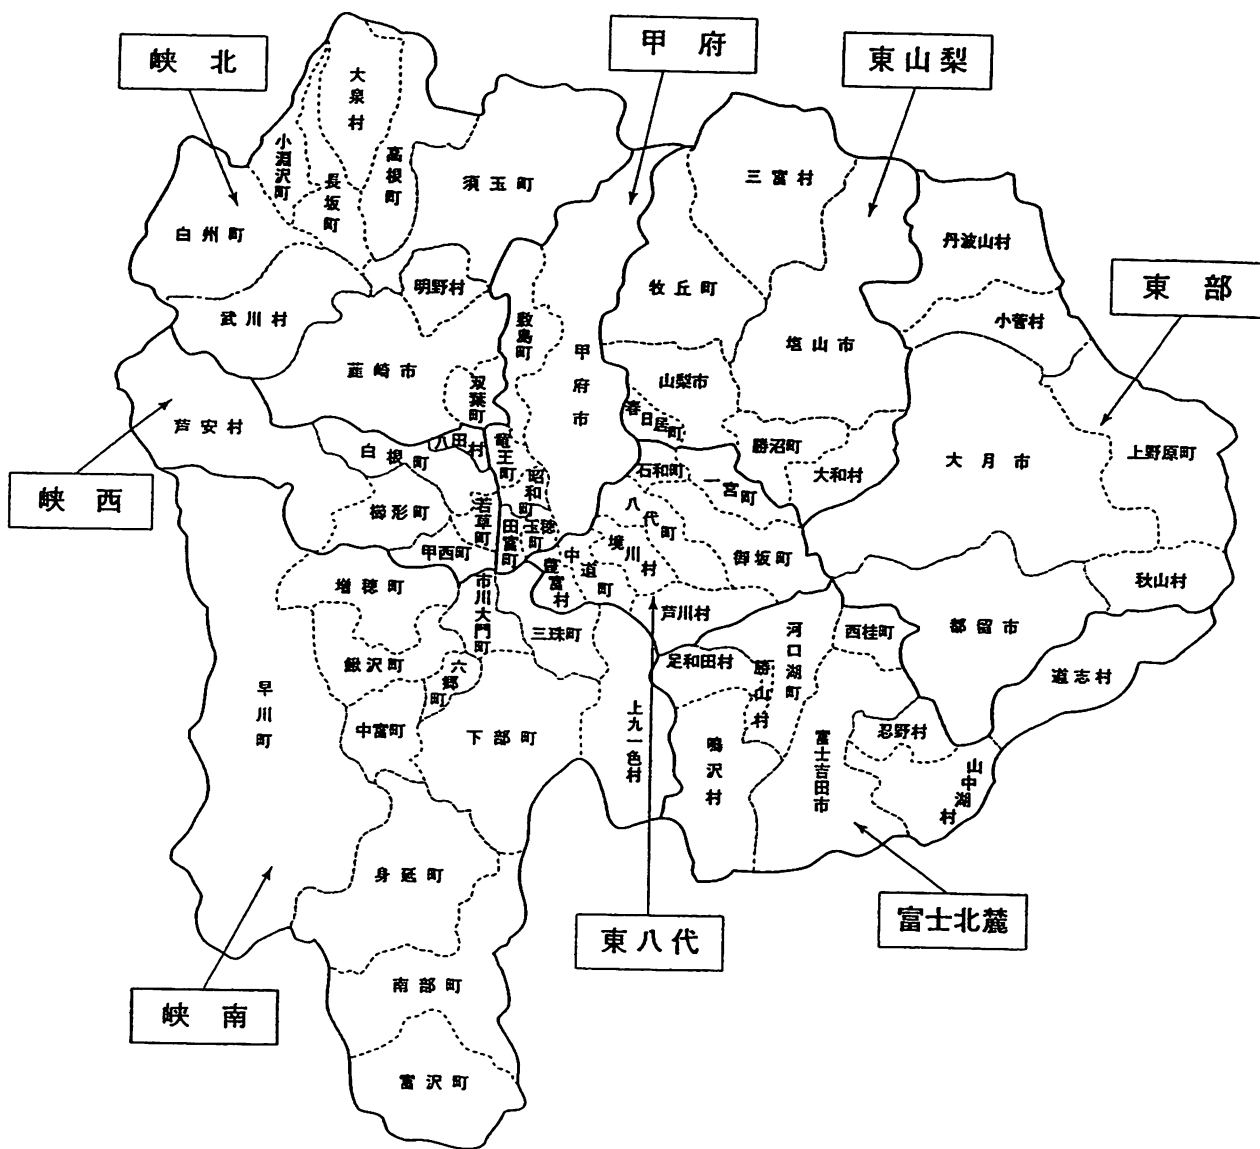 峡北
甲府
東山梨
東部
峡西
峡南
東八代
富士北麓
大泉村
小淵沢町
長坂町
高根町
須玉町
白州町
武川村
明野村
韮崎市
双葉町
敷島町
甲府市
三富村
牧丘町
塩山市
山梨市
春日居町
勝沼町
大和村
丹波山村
小菅村
大月市
上野原町
秋山村
都留市
道志村
芦安村
白根町
八田村
竜王町
昭和町
櫛形町
若草町
甲西町
田富町
玉穂町
石和町
一宮町
八代町
境川村
御坂町
中道町
豊富村
芦川村
増穂町
市川大門町
三珠町
鰍沢町
六郷町
早川町
中富町
下部町
上九一色村
足和田村
勝山村
河口湖町
西桂町
鳴沢村
富士吉田市
忍野村
山中湖村
身延町
南部町
富沢町